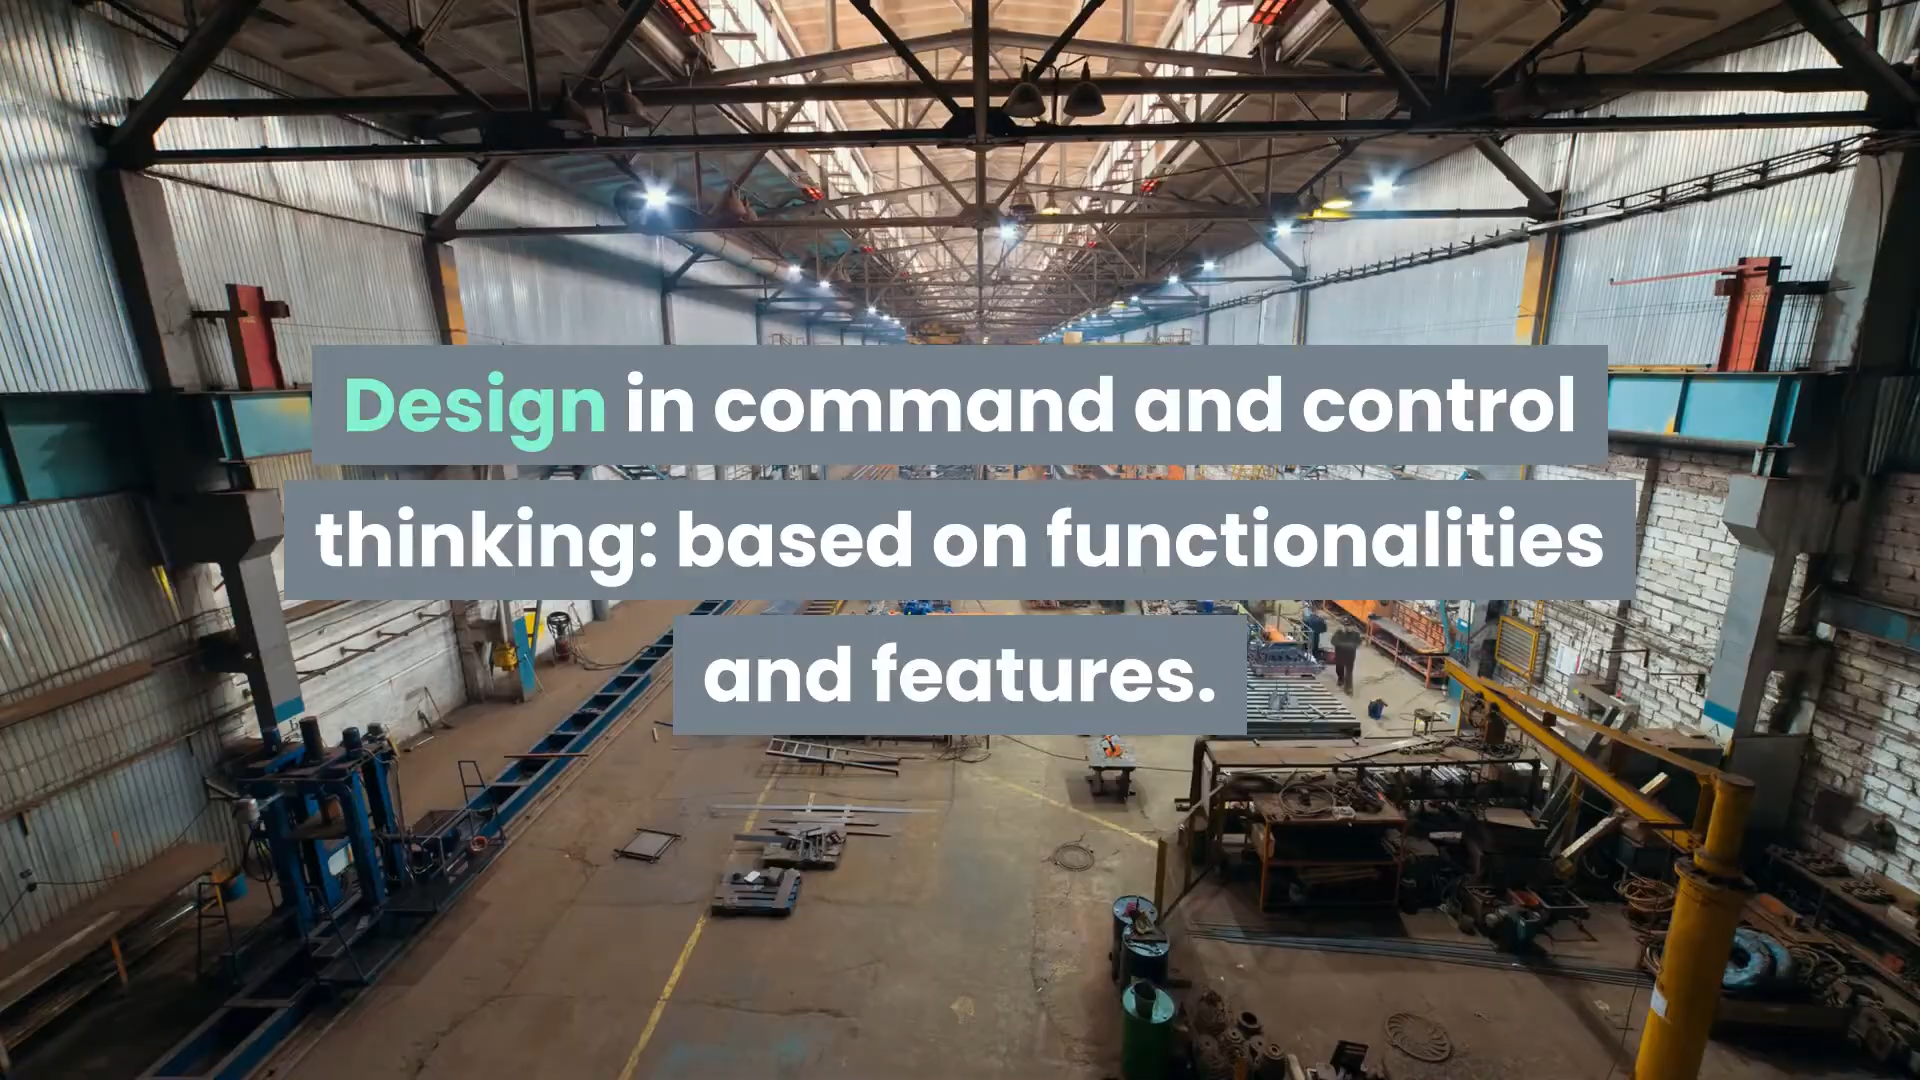 Design in command and control
thinking: based on functionalities
and features.